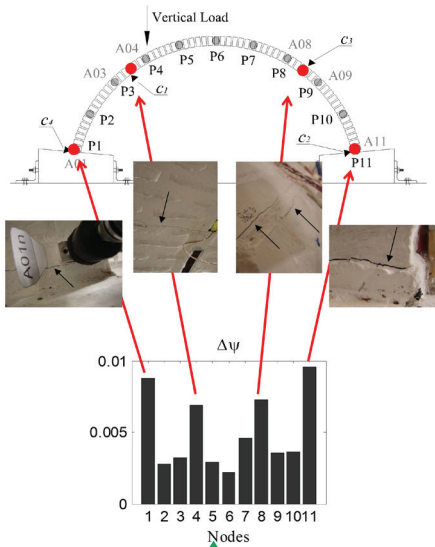 Vertical Load
A04
A08
c3
P4
P5
P6
P7
P8
A03
P3
c1
P9
A09
P2
P10
c4
c2
A11
P1
P11
A01
A01n
Δψ
0.01
0.005
0
1 2 3 4 5 6 7 8 9 10 11
Nodes